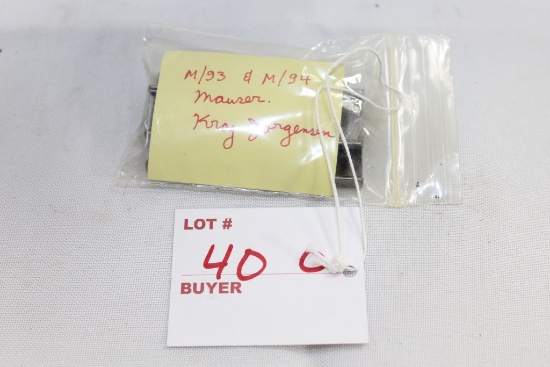 M/93 & M/94
Mauser.
Krag Jorgensen
LOT #
40 C
BUYER